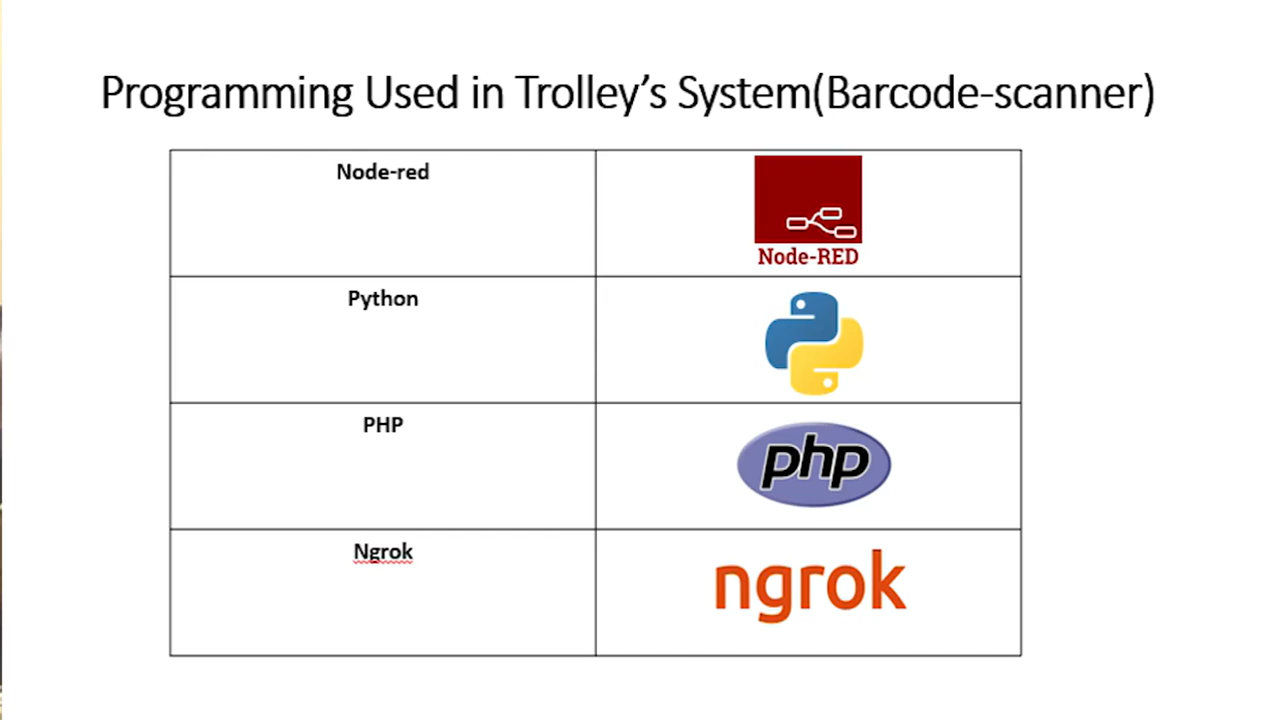 Programming Used in Trolley’s System(Barcode-scanner)
Node-red
Node-RED
Python
PHP
php
Ngrok
ngrok